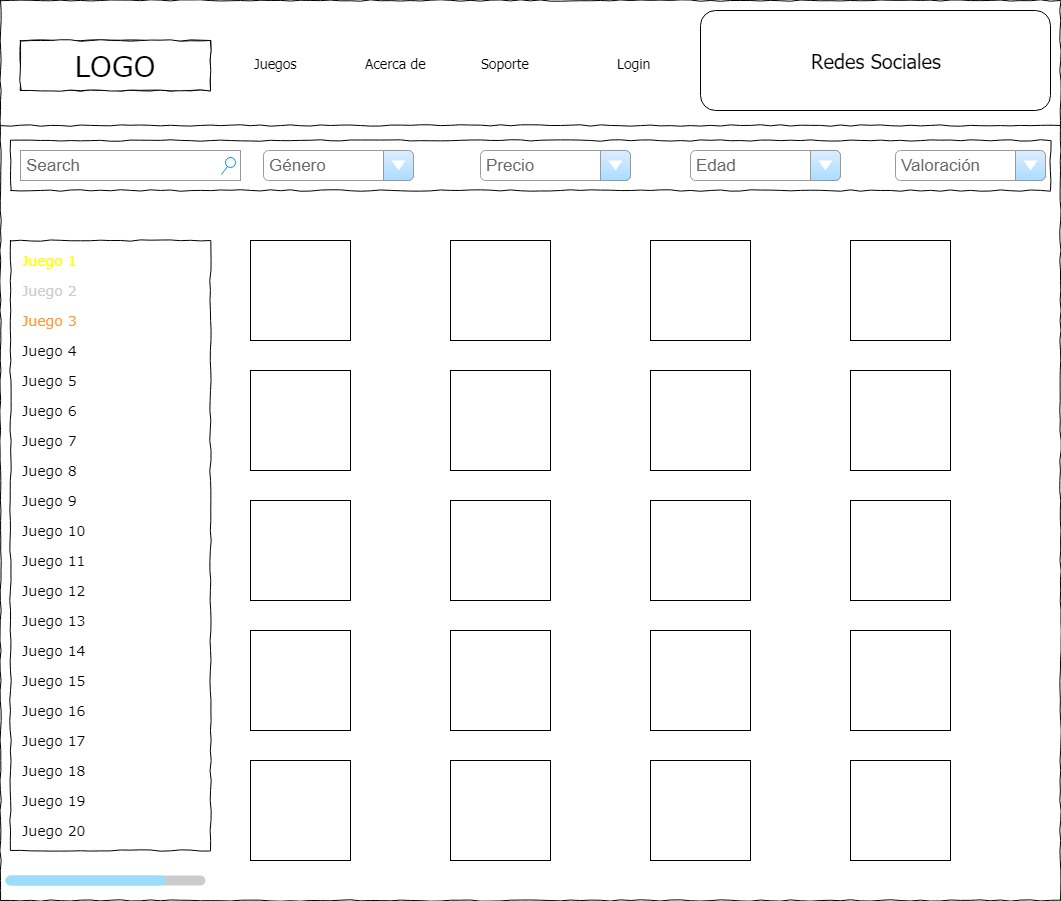 LOGO
Juegos
Acerca de
Soporte
Login
Redes Sociales
Search
Género
Precio
Edad
Valoración
Juego 1
Juego 2
Juego 3
Juego 4
Juego 5
Juego 6
Juego 7
Juego 8
Juego 9
Juego 10
Juego 11
Juego 12
Juego 13
Juego 14
Juego 15
Juego 16
Juego 17
Juego 18
Juego 19
Juego 20